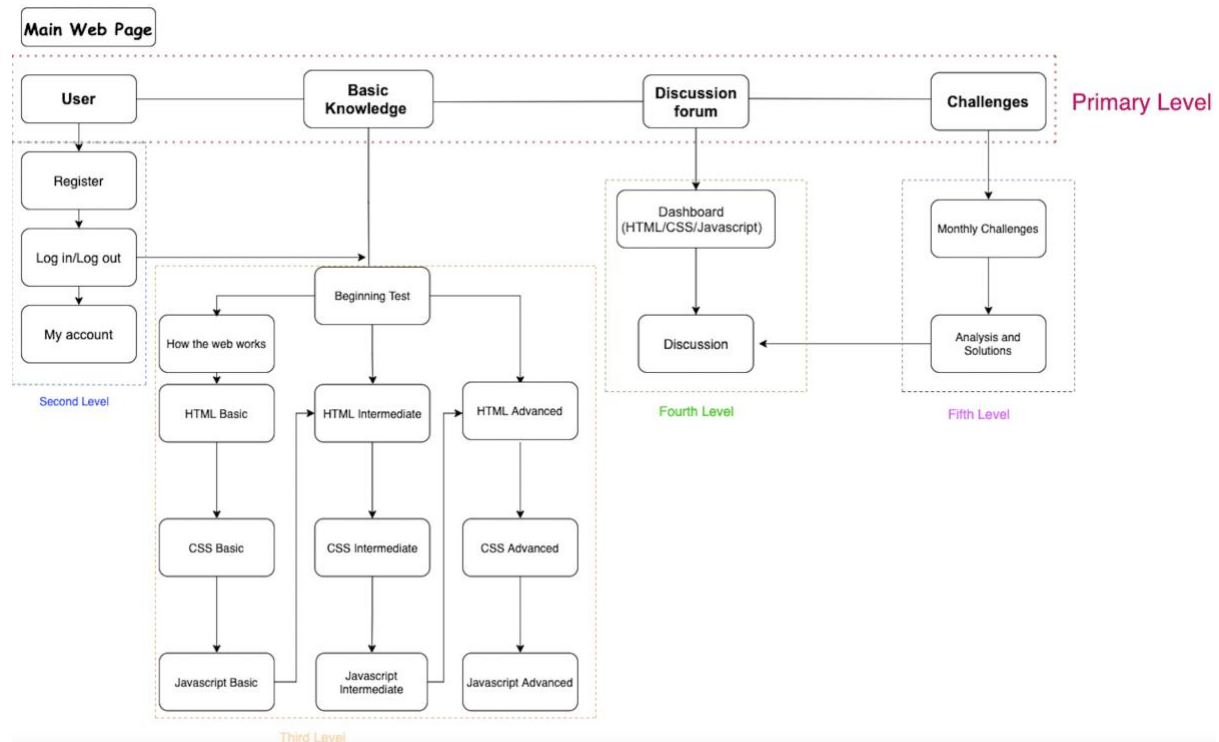 Main Web Page
User
Basic
Knowledge
Discussion
forum
Challenges
Primary Level
Register
Log in/Log out
My account
Second Level
Beginning Test
How the web works
HTML Basic
HTML Intermediate
HTML Advanced
CSS Basic
CSS Intermediate
CSS Advanced
Javascript Basic
Javascript
Intermediate
Javascript Advanced
Third Level
Dashboard
(HTML/CSS/Javascript)
Discussion
Fourth Level
Monthly Challenges
Analysis and
Solutions
Fifth Level